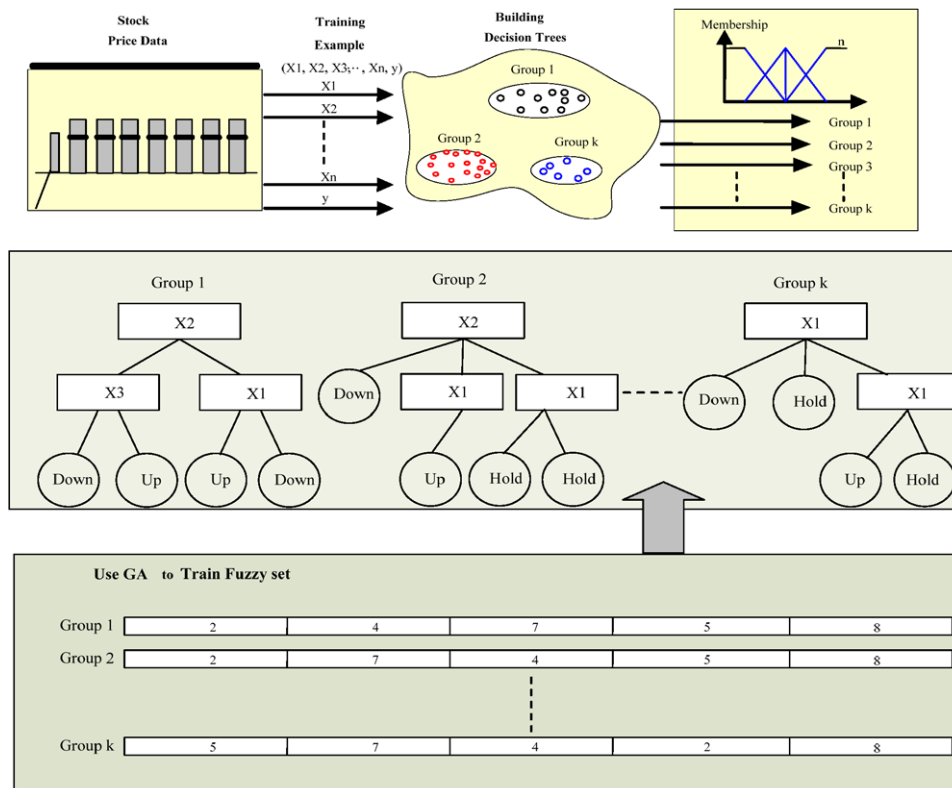 Stock
Price Data
Training
Example
(X1, X2, X3;··, Xn, y)
X1
X2
Xn
y
Building
Decision Trees
Group 1
Group 2
Group k
Membership
n
Group 1
Group 2
Group 3
Group k
Group 1
Group 2
Group k
X2
X2
X1
X3
X1
Down
X1
X1
Down
Hold
X1
Down
Up
Up
Down
Up
Hold
Hold
Up
Hold
Use GA to Train Fuzzy set
Group 1 2 4 7 5 8
Group 2 2 7 4 5 8
Group k 5 7 4 2 8